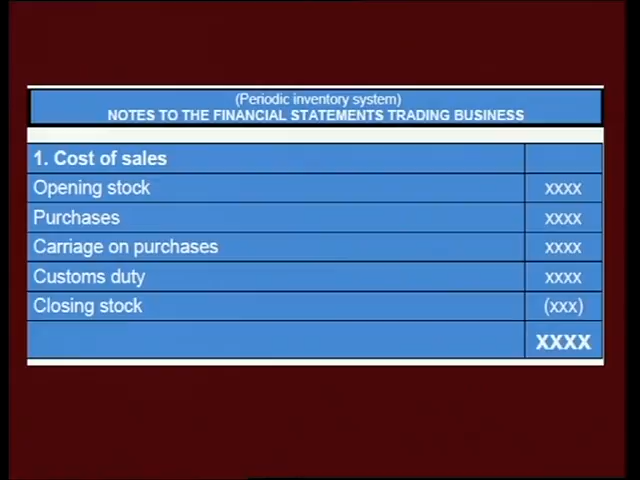 (Periodic inventory system)
NOTES TO THE FINANCIAL STATEMENTS TRADING BUSINESS
1. Cost of sales
Opening stock xxxx
Purchases xxxx
Carriage on purchases xxxx
Customs duty xxxx
Closing stock (xxx)
xxxx